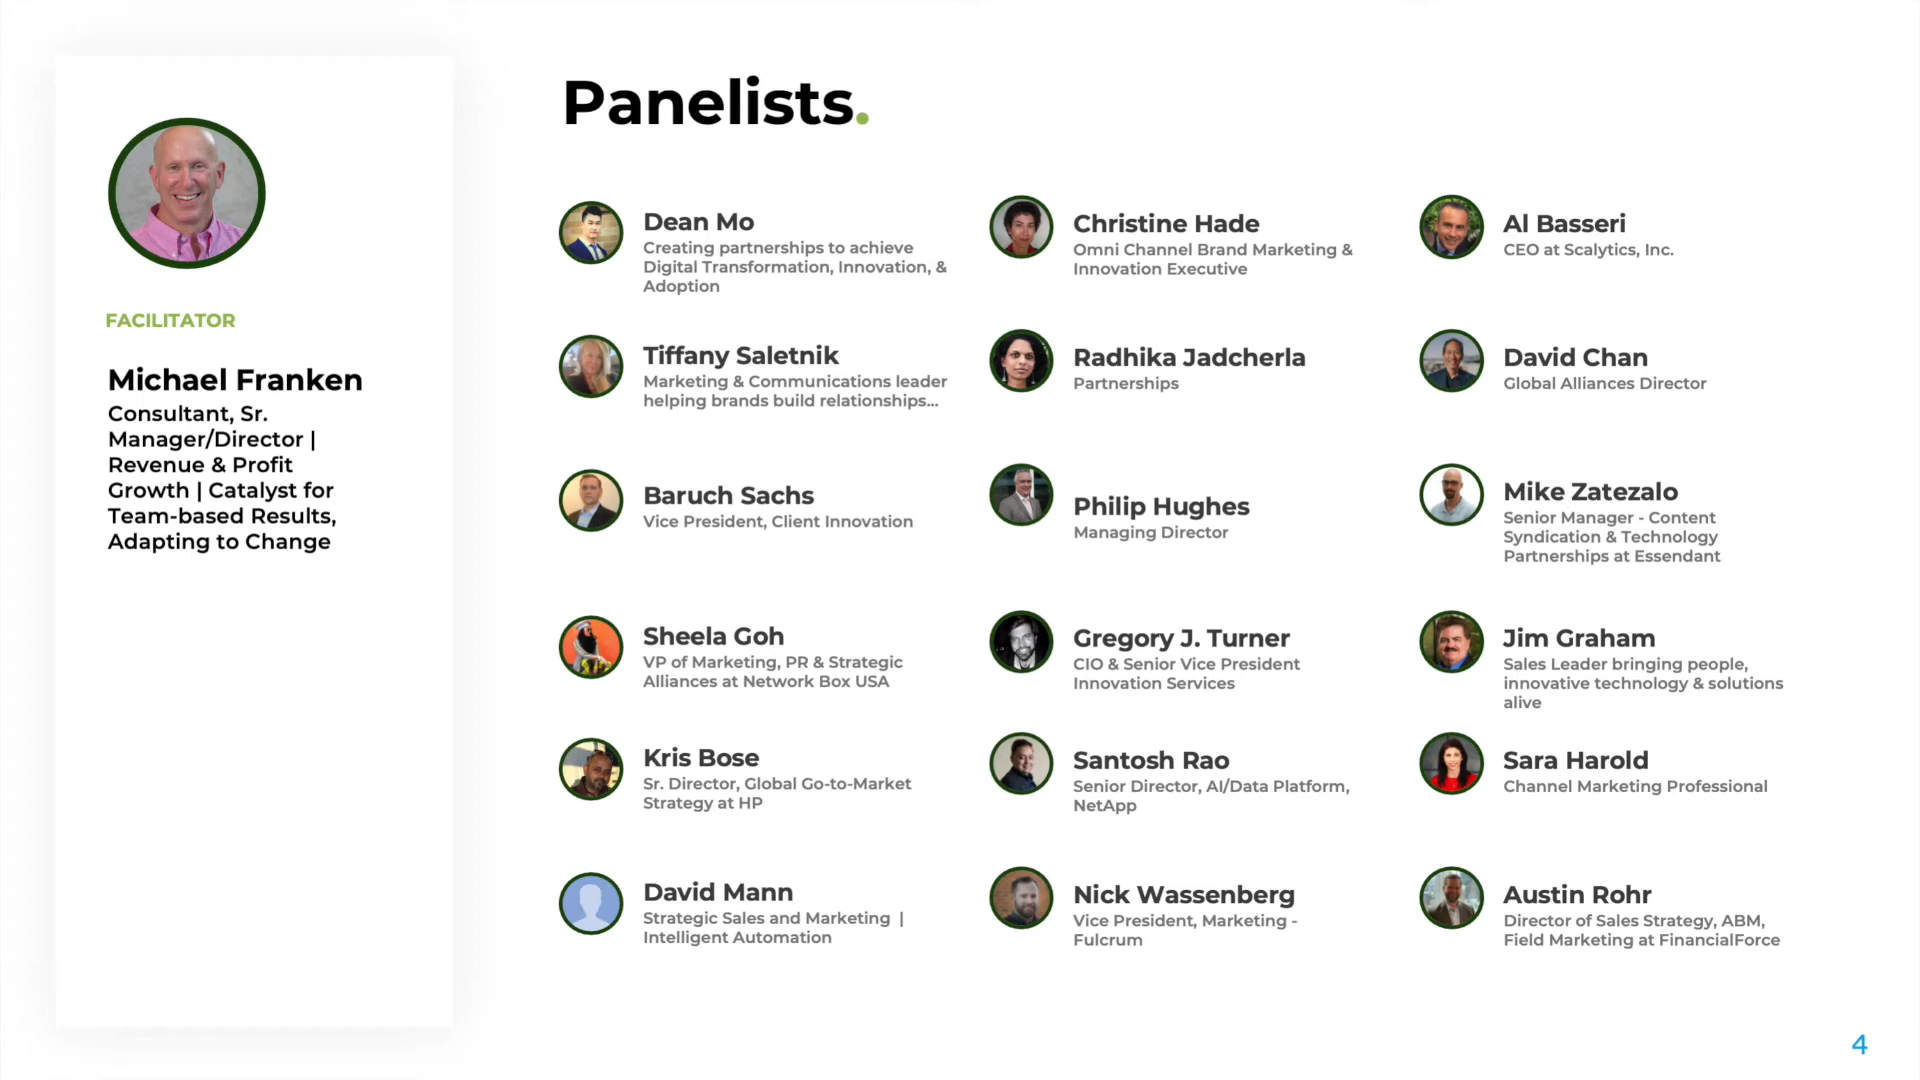 Panelists.
FACILITATOR
Michael Franken
Consultant, Sr.
Manager/Director |
Revenue & Profit
Growth | Catalyst for
Team-based Results,
Adapting to Change
Dean Mo
Creating partnerships to achieve
Digital Transformation, Innovation, &
Adoption
Christine Hade
Omni Channel Brand Marketing &
Innovation Executive
Al Basseri
CEO at Scalytics, Inc.
Tiffany Saletnik
Marketing & Communications leader
helping brands build relationships...
Radhika Jadcherla
Partnerships
David Chan
Global Alliances Director
Baruch Sachs
Vice President, Client Innovation
Philip Hughes
Managing Director
Mike Zatezalo
Senior Manager - Content
Syndication & Technology
Partnerships at Essendant
Sheela Goh
VP of Marketing, PR & Strategic
Alliances at Network Box USA
Gregory J. Turner
CIO & Senior Vice President
Innovation Services
Jim Graham
Sales Leader bringing people,
innovative technology & solutions
alive
Kris Bose
Sr. Director, Global Go-to-Market
Strategy at HP
Santosh Rao
Senior Director, AI/Data Platform,
NetApp
Sara Harold
Channel Marketing Professional
David Mann
Strategic Sales and Marketing |
Intelligent Automation
Nick Wassenberg
Vice President, Marketing -
Fulcrum
Austin Rohr
Director of Sales Strategy, ABM,
Field Marketing at FinancialForce
4